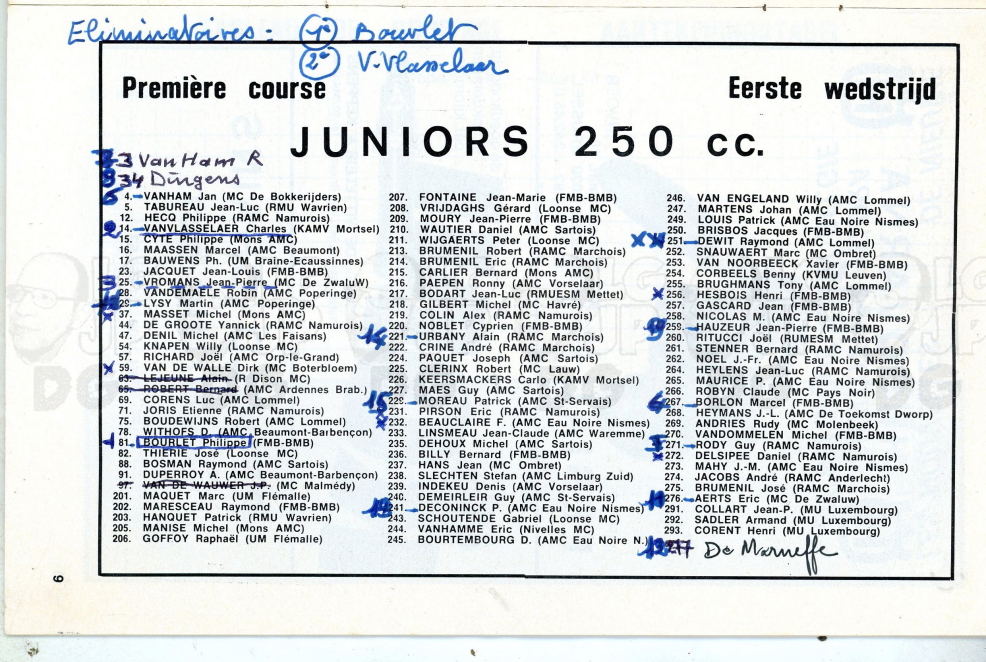 Eliminatoires : 1e Bourlet
2e V.Vlasselaar
Première course
Eerste wedstrijd
JUNIORS 250 cc.
3 Van Ham R
34 Dingens
4. VANHAM Jan (MC De Bokkerijders)
5. TABUREAU Jean-Luc (RMU Wavrien)
12. HECQ Philippe (RAMC Namurois)
14. VANVLASSELAER Charles (KAMV Mortsel)
15. CYTE Philippe (Mons AMC)
16. MAASSEN Marcel (AMC Beaumont)
17. BAUWENS Ph. (UM Braine-Ecaussinnes)
23. JACQUET Jean-Louis (FMB-BMB)
25. VROMANS Jean-Pierre (MC De ZwaluW)
28. VANDEMAELE Robin (AMC Poperinge)
29. LYSY Martin (AMC Poperinge)
37. MASSET Michel (Mons AMC)
44. DE GROOTE Yannick (RAMC Namurois)
47. DENIL Michel (AMC Les Faisans)
54. KNAPEN Willy (Loonse MC)
57. RICHARD Joël (AMC Orp-le-Grand)
59. VAN DE WALLE Dirk (MC Boterbloem)
63. LEJEUNE Alain (R Dison MC)
65. ROBERT Bernard (AMC Ardennes Brab.)
69. CORENS Luc (AMC Lommel)
71. JORIS Etienne (RAMC Namurois)
75. BOUDEWIJNS Robert (AMC Lommel)
78. WITHOFS D. (AMC Beaumont-Barbençon)
81. BOURLET Philippe (FMB-BMB)
82. THIERIE José (Loonse MC)
88. BOSMAN Raymond (AMC Sartois)
91. DUPERROY A. (AMC Beaumont-Barbençon)
97. VAN DE WAUWER J.P. (MC Malmédy)
201. MAQUET Marc (UM Flémalle)
202. MARESCEAU Raymond (FMB-BMB)
203. HANQUET Patrick (RMU Wavrien)
205. MANISE Michel (Mons AMC)
206. GOFFOY Raphaël (UM Flémalle)
207. FONTAINE Jean-Marie (FMB-BMB)
208. VRIJDAGHS Gérard (Loonse MC)
209. MOURY Jean-Pierre (FMB-BMB)
210. WAUTIER Daniel (AMC Sartois)
211. WIJGAERTS Peter (Loonse MC)
213. BRUMENIL Robert (RAMC Marchois)
214. BRUMENIL Eric (RAMC Marchois)
215. CARLIER Bernard (Mons AMC)
216. PAEPEN Ronny (AMC Vorselaar)
217. BODART Jean-Luc (RMUESM Mettet)
218. GILBERT Michel (MC Havré)
219. COLIN Alex (RAMC Namurois)
220. NOBLET Cyprien (FMB-BMB)
221. URBANY Alain (RAMC Marchois)
222. CRINE André (RAMC Marchois)
224. PAQUET Joseph (AMC Sartois)
225. CLERINX Robert (MC Lauw)
226. KEERSMACKERS Carlo (KAMV Mortsel)
227. MAES Guy (AMC Sartois)
228. MOREAU Patrick (AMC St-Servais)
231. PIRSON Eric (RAMC Namurois)
232. BEAUCLAIRE F. (AMC Eau Noire Nismes)
233. LINSMEAU Jean-Claude (AMC Waremme)
235. DEHOUX Michel (AMC Sartois)
236. BILLY Bernard (FMB-BMB)
237. HANS Jean (MC Ombret)
238. SLECHTEN Stefan (AMC Limburg Zuid)
239. INDEKEU Denis (AMC Vorselaar)
240. DEMEIRLEIR Guy (AMC St-Servais)
241. DECONINCK P. (AMC Eau Noire Nismes)
243. SCHOUTENDE Gabriel (Loonse MC)
244. VANHAMME Eric (Nivelles MC)
245. BOURTEMBOURG D. (AMC Eau Noire N.)
246. VAN ENGELAND Willy (AMC Lommel)
247. MARTENS Johan (AMC Lommel)
249. LOUIS Patrick (AMC Eau Noire Nismes)
250. BRISBOS Jacques (FMB-BMB)
251. DEWIT Raymond (AMC Lommel)
252. SNAUWAERT Marc (MC Ombret)
253. VAN NOORBEECK Xavier (FMB-BMB)
254. CORBEELS Benny (KVMU Leuven)
255. BRUGHMANS Tony (AMC Lommel)
256. HESBOIS Henri (FMB-BMB)
257. GASCARD Jean (FMB-BMB)
258. NICOLAS M. (AMC Eau Noire Nismes)
259. HAUZEUR Jean-Pierre (FMB-BMB)
260. RITUCCI Joël (RUMESM Mettet)
261. STENNER Bernard (RAMC Namurois)
262. NOEL J.-Fr. (AMC Eau Noire Nismes)
264. HEYLENS Jean-Luc (RAMC Namurois)
265. MAURICE P. (AMC Eau Noire Nismes)
266. ROBYN Claude (MC Pays Noir)
267. BORLON Marcel (FMB-BMB)
268. HEYMANS J.-L. (AMC De Toekomst Dworp)
269. ANDRIES Rudy (MC Molenbeek)
270. VANDOMMELEN Michel (FMB-BMB)
271. RODY Guy (RAMC Namurois)
272. DELSIPEE Daniel (RAMC Namurois)
273. MAHY J.-M. (AMC Eau Noire Nismes)
274. JACOBS André (RAMC Anderlecht)
275. BRUMENIL José (RAMC Marchois)
276. AERTS Eric (MC De Zwaluw)
291. COLLART Jean-P. (MU Luxembourg)
292. SADLER Armand (MU Luxembourg)
293. CORENT Henri (MU Luxembourg)
277 De Marneffe
6